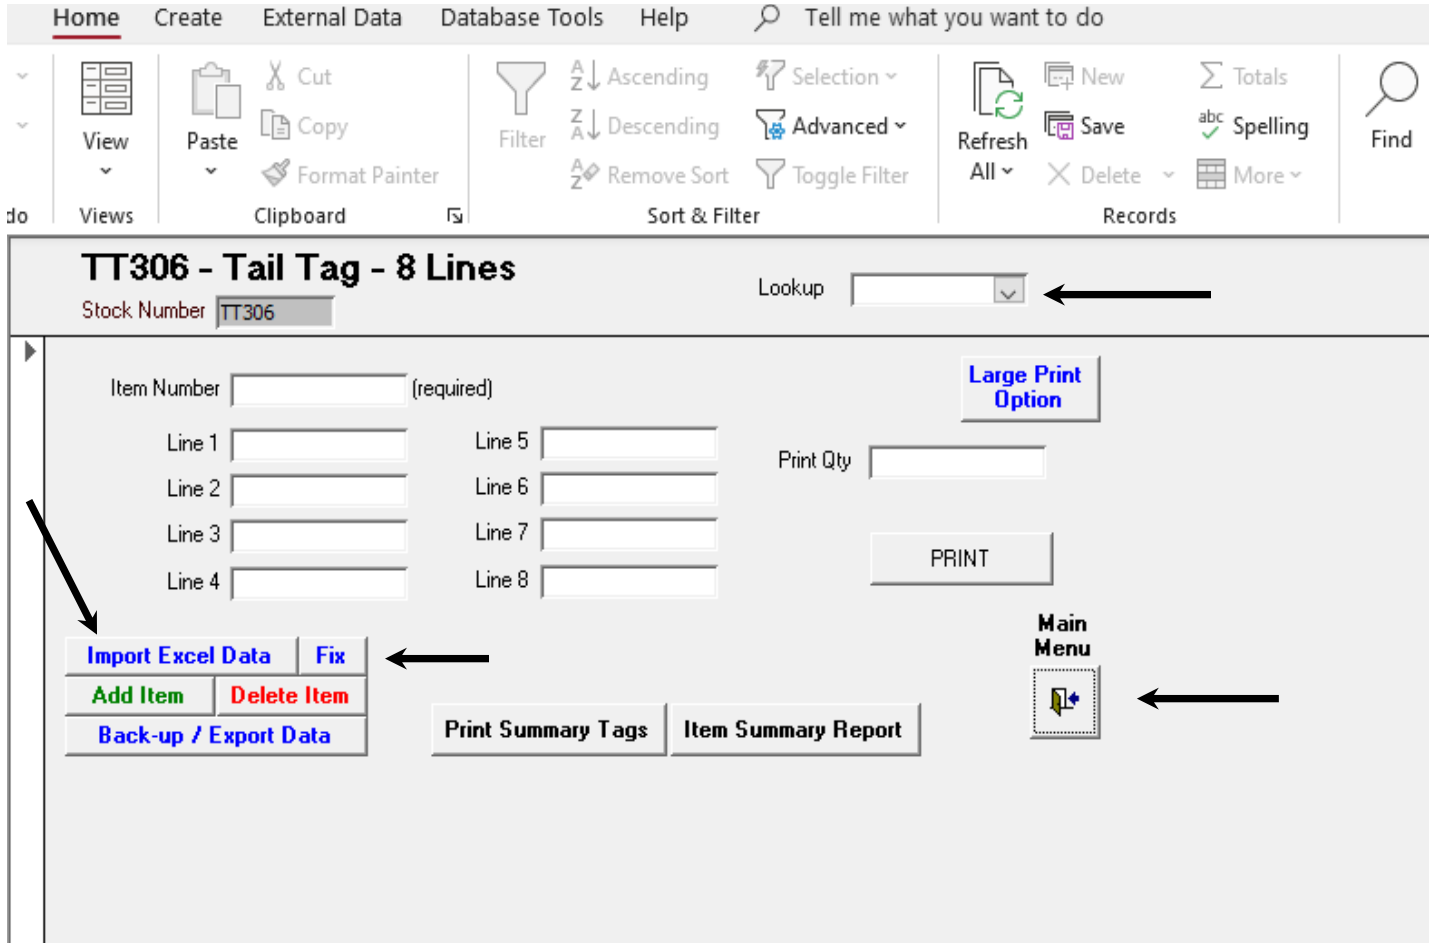 Home Create External Data Database Tools Help Tell me what you want to do
View
Paste
Cut
Copy
Format Painter
Filter
Ascending
Descending
Remove Sort
Selection
Advanced
Toggle Filter
Refresh
All
New
Save
Delete
Totals
Spelling
More
Find
do Views Clipboard Sort & Filter Records
TT306 - Tail Tag - 8 Lines
Stock Number TT306
Lookup
Item Number (required)
Large Print
Option
Line 1 Line 5
Print Qty
Line 2 Line 6
Line 3 Line 7
PRINT
Line 4 Line 8
Main
Menu
Import Excel Data Fix
Add Item Delete Item
Back-up / Export Data
Print Summary Tags Item Summary Report